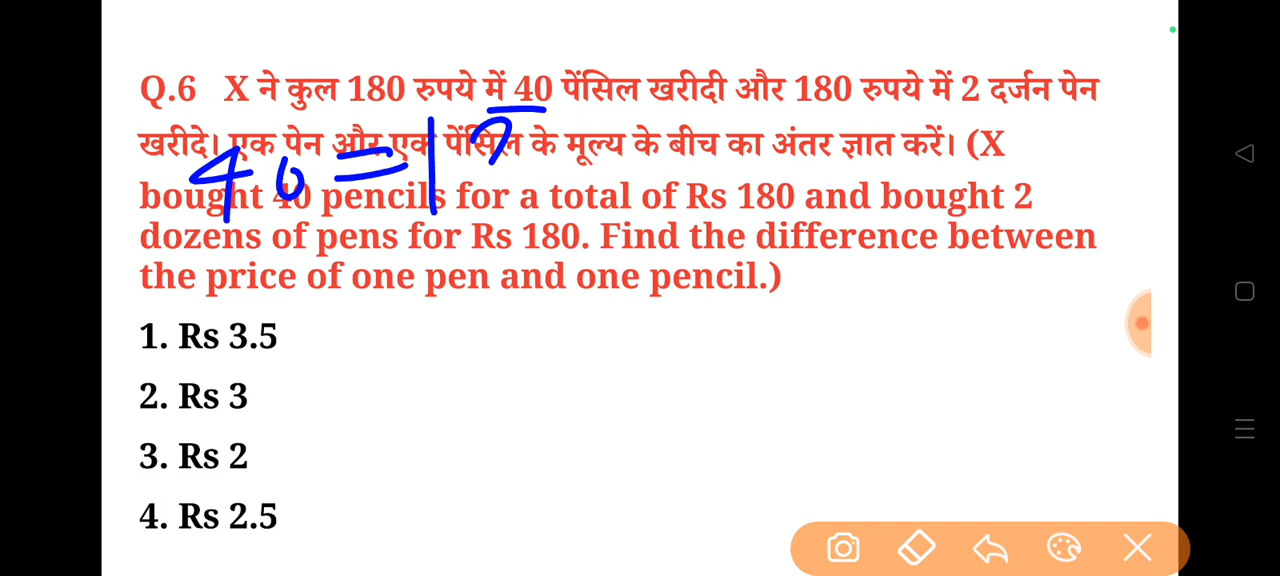 Q.6 X ने कुल 180 रुपये में 40 पेंसिल खरीदी और 180 रुपये में 2 दर्जन पेन
खरीदे। एक पेन और एक पेंसिल के मूल्य के बीच का अंतर ज्ञात करें। (X
40 = 1
bought 40 pencils for a total of Rs 180 and bought 2
dozens of pens for Rs 180. Find the difference between
the price of one pen and one pencil.)
1. Rs 3.5
2. Rs 3
3. Rs 2
4. Rs 2.5